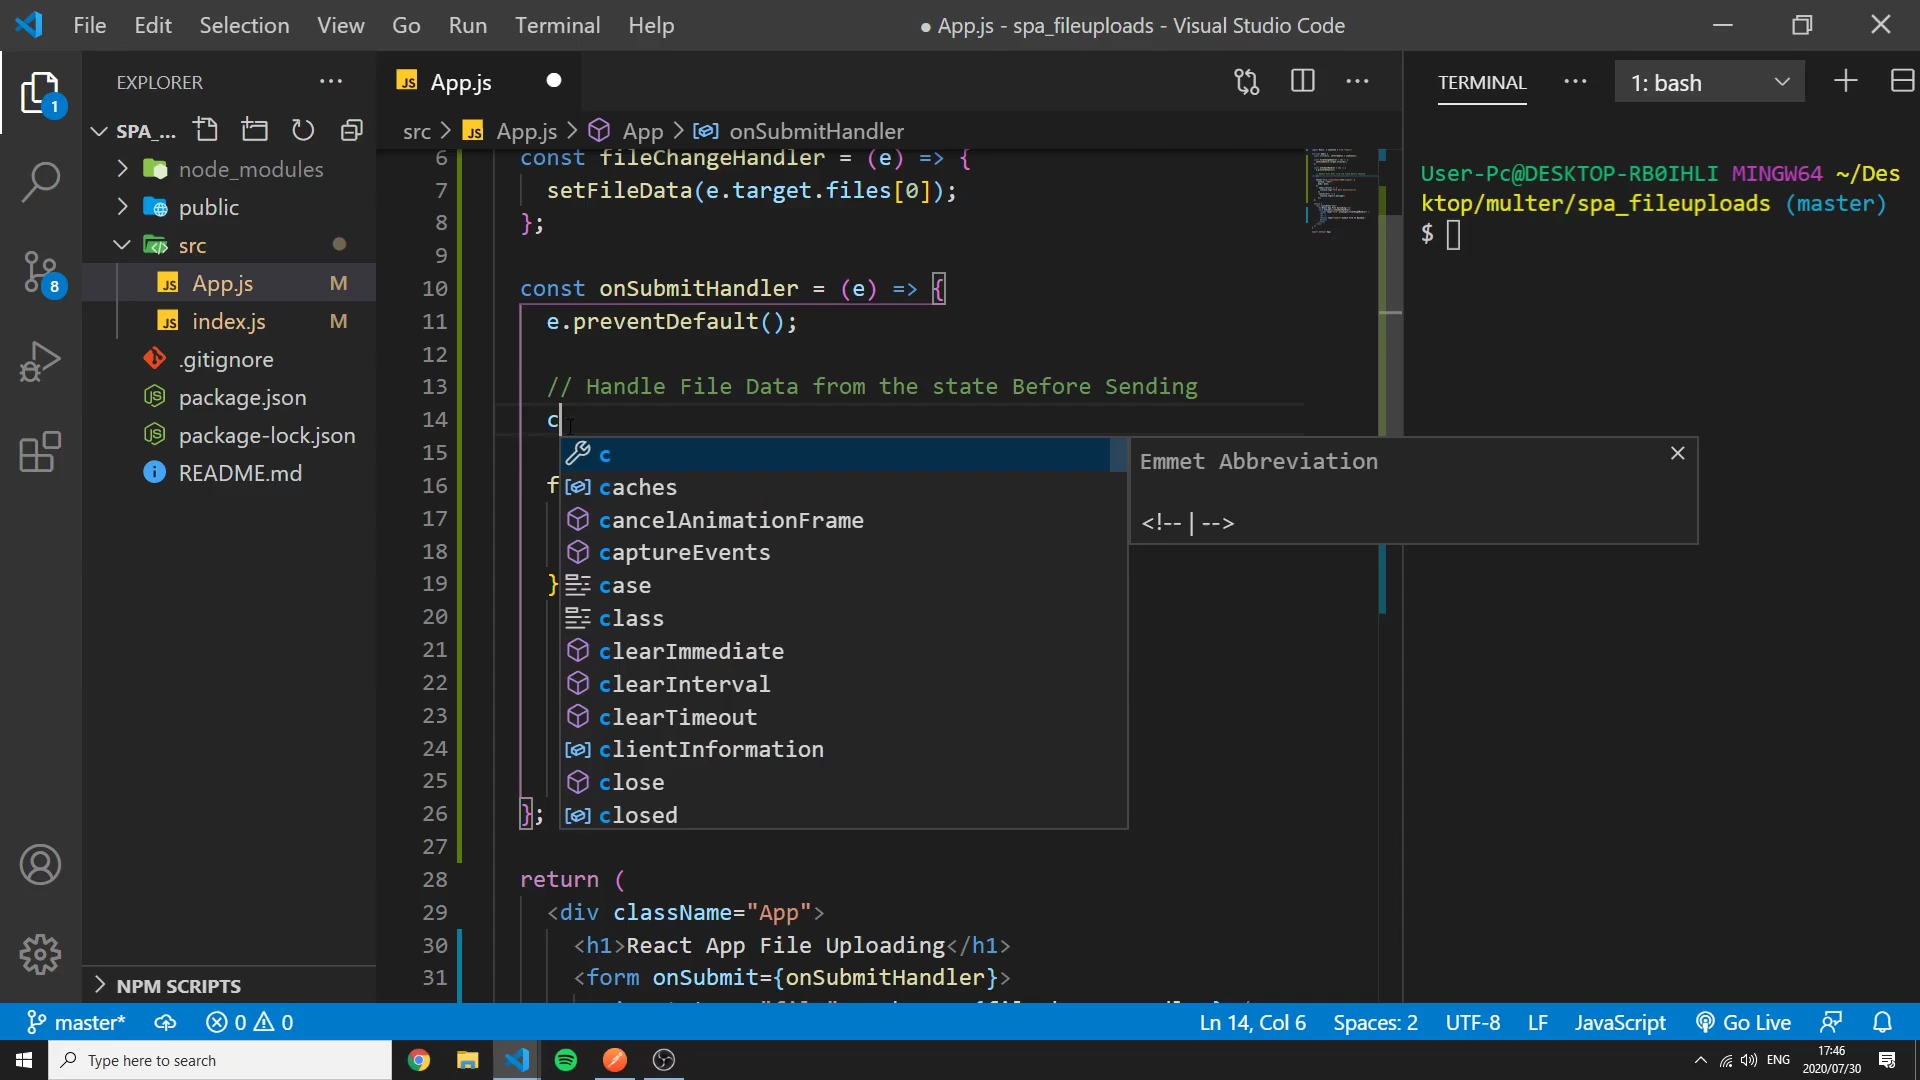 File Edit Selection View Go Run Terminal Help
● App.js - spa_fileuploads - Visual Studio Code
EXPLORER
App.js
TERMINAL
1: bash
SPA_...
src > App.js > App > onSubmitHandler
node_modules
public
src
App.js M
index.js M
.gitignore
package.json
package-lock.json
README.md
NPM SCRIPTS
1
8
6 const fileChangeHandler = (e) => {
7 setFileData(e.target.files[0]);
8 };
9
10 const onSubmitHandler = (e) => {
11 e.preventDefault();
12
13 // Handle File Data from the state Before Sending
14 c
15
16 f
17
18
19 }
20
21
22
23
24
25
26 };
27
28 return (
29 <div className="App">
30 <h1>React App File Uploading</h1>
31 <form onSubmit={onSubmitHandler}>
c
caches
cancelAnimationFrame
captureEvents
case
class
clearImmediate
clearInterval
clearTimeout
clientInformation
close
closed
Emmet Abbreviation
<!--|-->
User-Pc@DESKTOP-RB0IHLI MINGW64 ~/Des
ktop/multer/spa_fileuploads (master)
$
master* 0 0
Ln 14, Col 6 Spaces: 2 UTF-8 LF JavaScript Go Live
Type here to search
ENG
17:46
2020/07/30